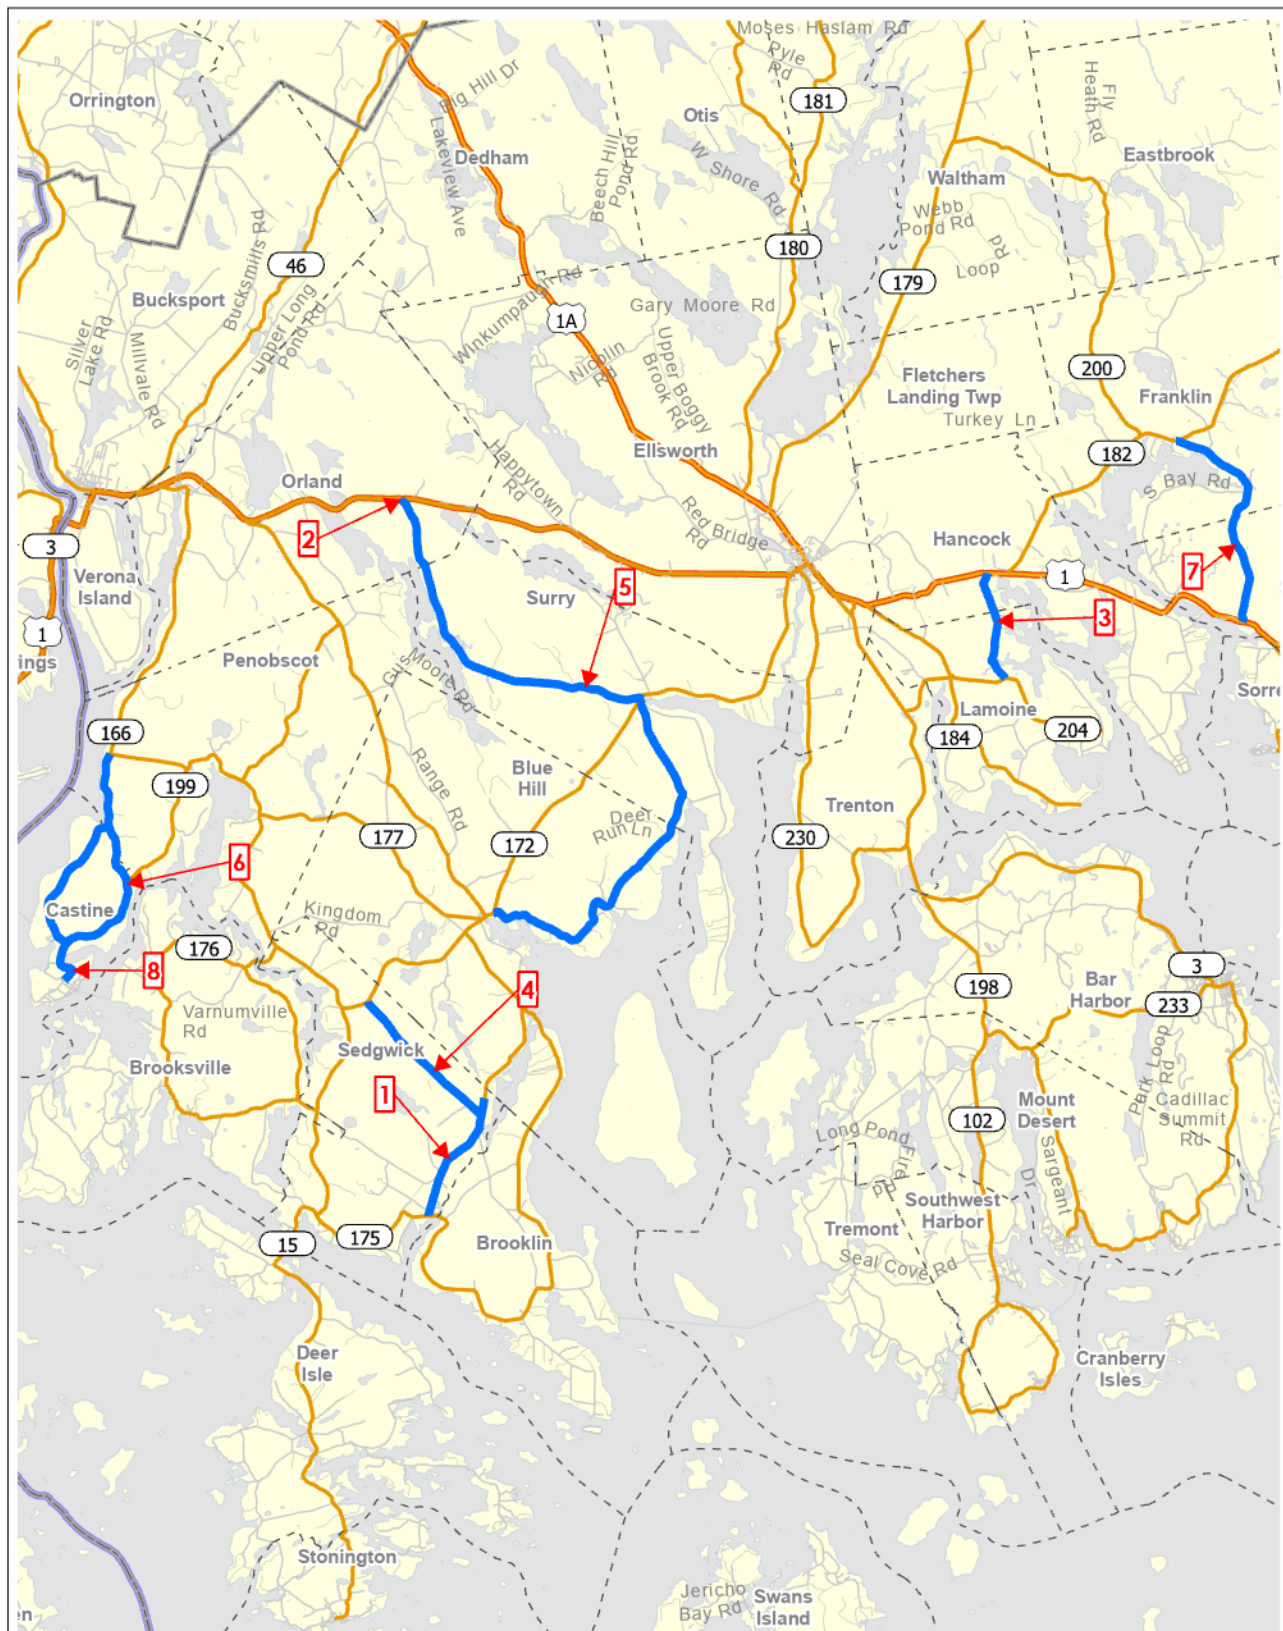 Moses Haslam Rd
Pyle
Rd
Orrington
Big Hill Dr
181
Otis
Fly
Heath Rd
Lakeview Ave
Dedham
Beech Hill
Pond Rd
W Shore Rd
Eastbrook
Waltham
Webb
Pond Rd
46
180
Loop
Rd
179
Bucksport
Bucksmills Rd
Upper Long
Pond Rd
Winkumpaugh Rd
Gary Moore Rd
1A
Silver
Lake Rd
Millvale Rd
Nicolin
Rd
Upper Boggy
Brook Rd
Fletchers
Landing Twp
200
Franklin
Turkey Ln
Ellsworth
182
Orland
Happytown
Rd
S Bay Rd
Red Bridge
Rd
2
Hancock
3
7
1
5
Verona
Island
Surry
3
1
ings
Penobscot
Gus
Moore Rd
Sorre
Lamoine
166
184
204
199
Range Rd
Blue
Hill
Deer
Run Ln
Trenton
177
172
230
6
Castine
Kingdom
Rd
176
8
3
Bar
Harbor
198
4
233
Varnumville
Rd
Sedgwick
Brooksville
1
Park Loop
Rd
Cadillac
Summit
Rd
Mount
Desert
102
Long Pond
Fire
Rd
Sargeant
Dr
Southwest
Harbor
Tremont
175
15
Brooklin
Seal Cove Rd
Deer
Isle
Cranberry
Isles
Stonington
Jericho
Bay Rd
Swans
Island
en